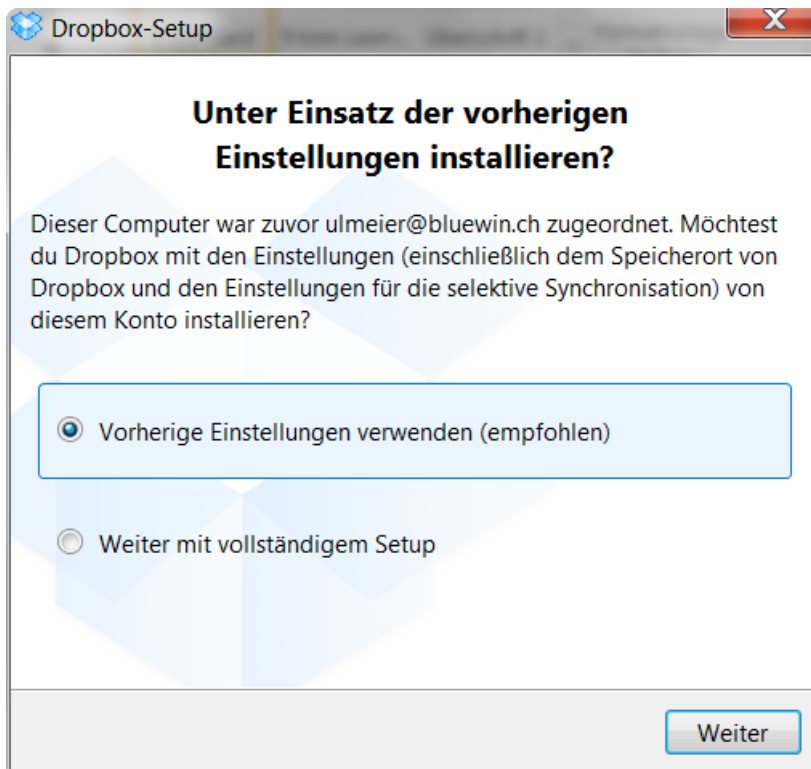 Dropbox-Setup
Unter Einsatz der vorherigen
Einstellungen installieren?
Dieser Computer war zuvor ulmeier@bluewin.ch zugeordnet. Möchtest
du Dropbox mit den Einstellungen (einschließlich dem Speicherort von
Dropbox und den Einstellungen für die selektive Synchronisation) von
diesem Konto installieren?
Vorherige Einstellungen verwenden (empfohlen)
Weiter mit vollständigem Setup
Weiter